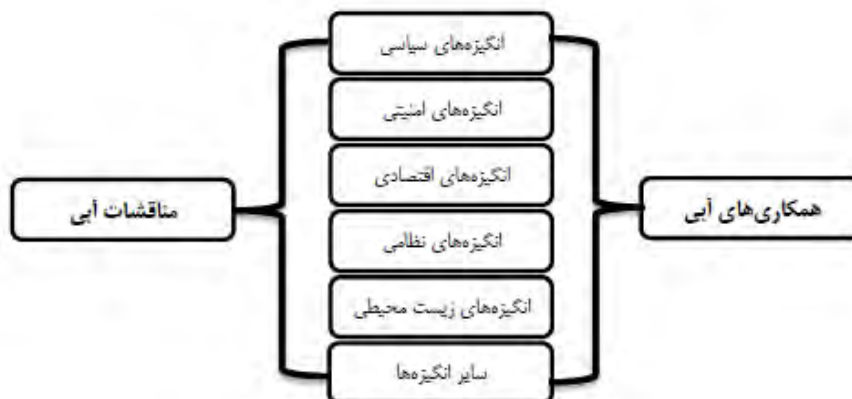 انگیزه‌های سیاسی
انگیزه‌های امنیتی
انگیزه‌های اقتصادی
همکاری‌های آبی
مناقشات آبی
انگیزه‌های نظامی
انگیزه‌های زیست محیطی
سایر انگیزه‌ها